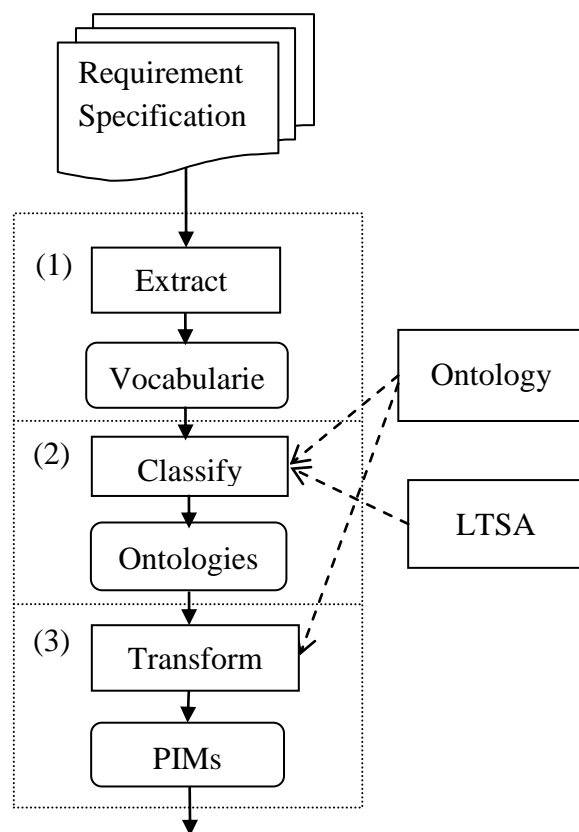 Requirement
Specification
(1)
Extract
Vocabularie
Ontology
(2)
Classify
LTSA
Ontologies
(3)
Transform
PIMs